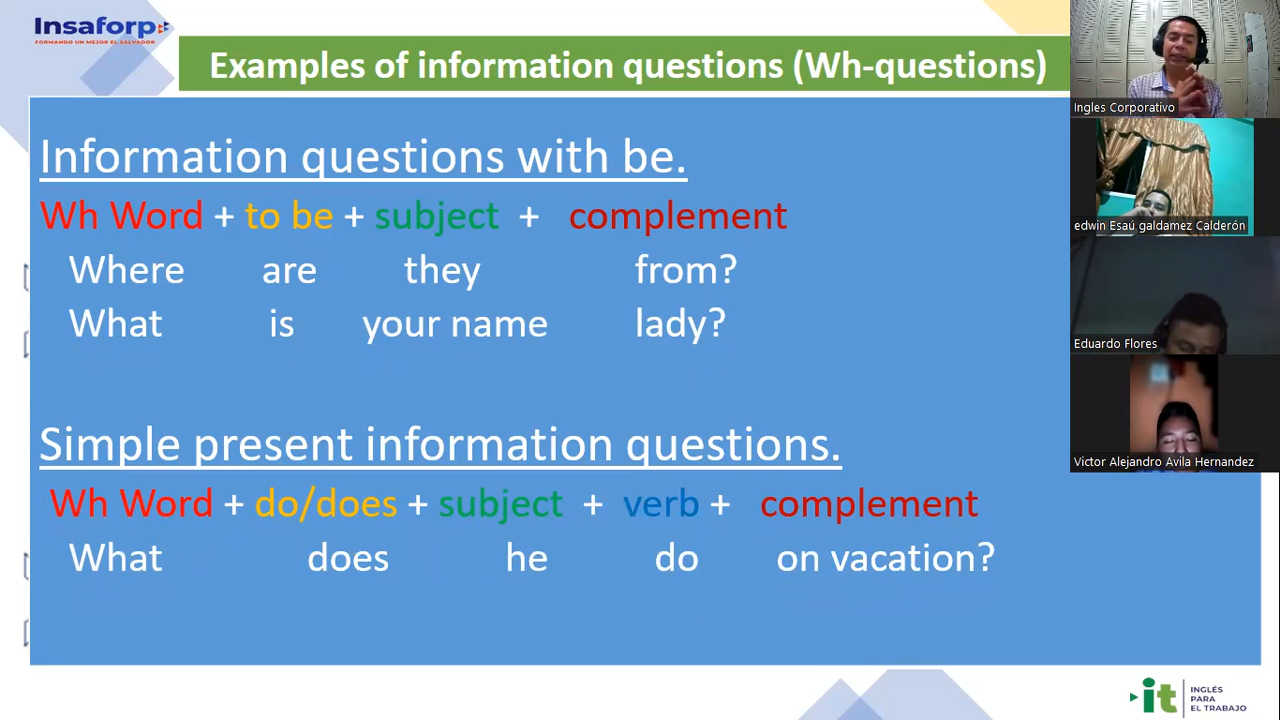 Insaforp
FORMANDO UN MEJOR EL SALVADOR
Examples of information questions (Wh-questions)
Information questions with be.
Wh Word + to be + subject + complement
Where are they from?
What is your name lady?
Simple present information questions.
Wh Word + do/does + subject + verb + complement
What does he do on vacation?
Ingles Corporativo
edwin Esaú galdamez Calderón
Eduardo Flores
Victor Alejandro Avila Hernandez
it
INGLÉS
PARA
EL TRABAJO